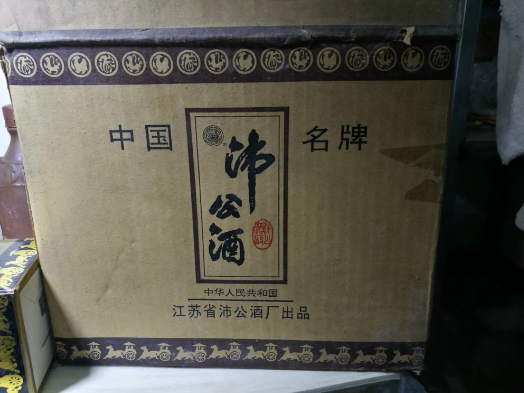 中国
名牌
沛公酒
中华人民共和国
江苏省沛公酒厂出品